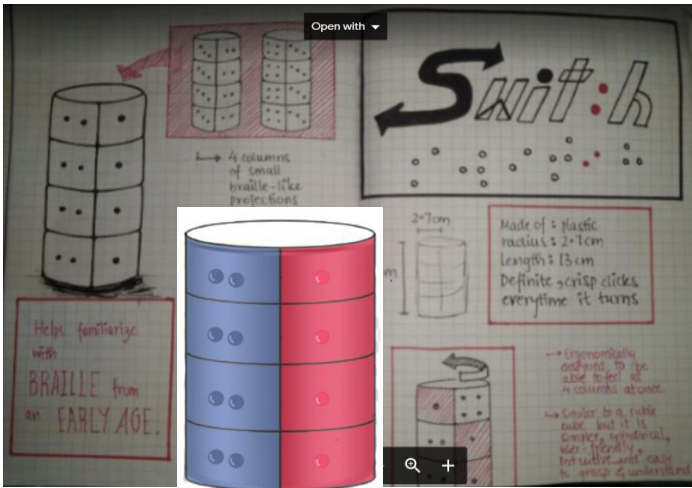 Open with
Swit:h
4 columns
of small
braille-like
projections
2.7cm
m
Made of : plastic
radius : 2.7cm
length : 13cm
Definite, crisp clicks
everytime it turns
Helps familiarize
with
BRAILLE from
an EARLY AGE.
Ergonomically
designed to be
able to feel all
4 columns at once.
Similar to a rubix
cube but it is
simpler, cylindrical,
user-friendly,
intuitive and easy
to grasp & understand